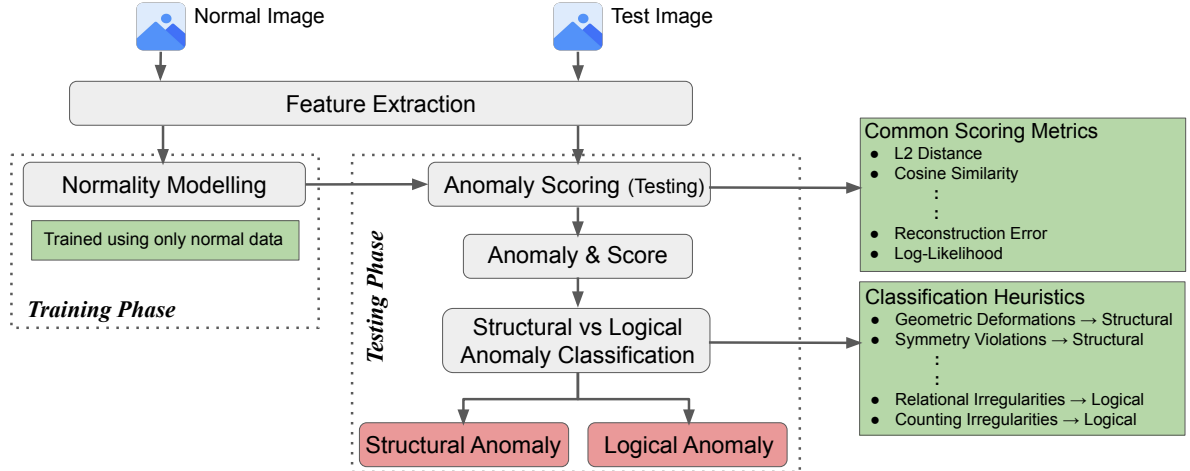 Normal Image
Test Image
Feature Extraction
Normality Modelling
Trained using only normal data
Training Phase
Testing Phase
Anomaly Scoring (Testing)
Anomaly & Score
Structural vs Logical
Anomaly Classification
Structural Anomaly
Logical Anomaly
Common Scoring Metrics
● L2 Distance
● Cosine Similarity
:
:
● Reconstruction Error
● Log-Likelihood
Classification Heuristics
● Geometric Deformations → Structural
● Symmetry Violations → Structural
:
:
● Relational Irregularities → Logical
● Counting Irregularities → Logical